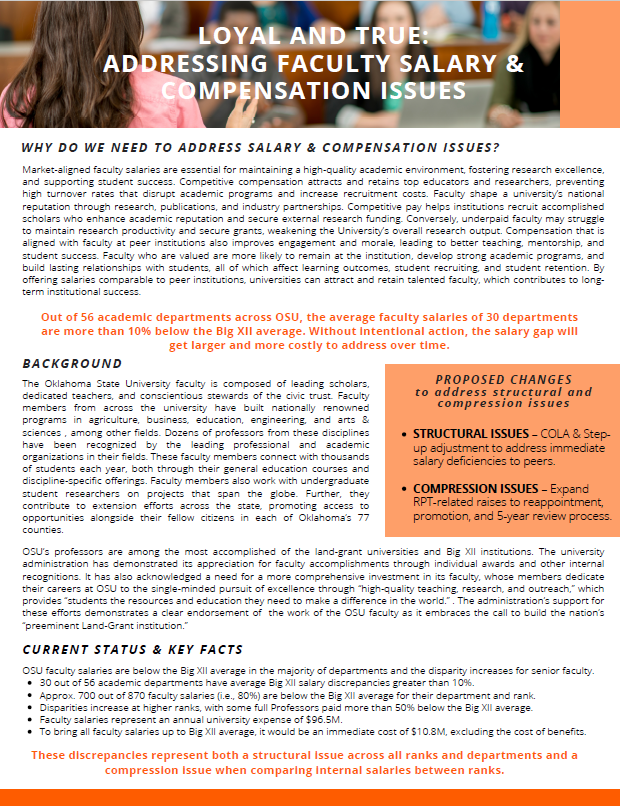 LOYAL AND TRUE:
ADDRESSING FACULTY SALARY &
COMPENSATION ISSUES
WHY DO WE NEED TO ADDRESS SALARY & COMPENSATION ISSUES?
Market-aligned faculty salaries are essential for maintaining a high-quality academic environment, fostering research excellence,
and supporting student success. Competitive compensation attracts and retains top educators and researchers, preventing
high turnover rates that disrupt academic programs and increase recruitment costs. Faculty shape a university's national
reputation through research, publications, and industry partnerships. Competitive pay helps institutions recruit accomplished
scholars who enhance academic reputation and secure external research funding. Conversely, underpaid faculty may struggle
to maintain research productivity and secure grants, weakening the University's overall research output. Compensation that is
aligned with faculty at peer institutions also improves engagement and morale, leading to better teaching, mentorship, and
student success. Faculty who are valued are more likely to remain at the institution, develop strong academic programs, and
build lasting relationships with students, all of which affect learning outcomes, student recruiting, and student retention. By
offering salaries comparable to peer institutions, universities can attract and retain talented faculty, which contributes to long-
term institutional success.
Out of 56 academic departments across OSU, the average faculty salaries of 30 departments
are more than 10% below the Big XII average. Without intentional action, the salary gap will
get larger and more costly to address over time.
BACKGROUND
The Oklahoma State University faculty is composed of leading scholars,
dedicated teachers, and conscientious stewards of the civic trust. Faculty
members from across the university have built nationally renowned
programs in agriculture, business, education, engineering, and arts &
sciences , among other fields. Dozens of professors from these disciplines
have been recognized by the leading professional and academic
organizations in their fields. These faculty members connect with thousands
of students each year, both through their general education courses and
discipline-specific offerings. Faculty members also work with undergraduate
student researchers on projects that span the globe. Further, they
contribute to extension efforts across the state, promoting access to
opportunities alongside their fellow citizens in each of Oklahoma's 77
counties.
PROPOSED CHANGES
to address structural and
compression issues
• STRUCTURAL ISSUES – COLA & Step-
up adjustment to address immediate
salary deficiencies to peers.
• COMPRESSION ISSUES – Expand
RPT-related raises to reappointment,
promotion, and 5-year review process.
OSU's professors are among the most accomplished of the land-grant universities and Big XII institutions. The university
administration has demonstrated its appreciation for faculty accomplishments through individual awards and other internal
recognitions. It has also acknowledged a need for a more comprehensive investment in its faculty, whose members dedicate
their careers at OSU to the single-minded pursuit of excellence through "high-quality teaching, research, and outreach," which
provides "students the resources and education they need to make a difference in the world." . The administration's support for
these efforts demonstrates a clear endorsement of the work of the OSU faculty as it embraces the call to build the nation's
"preeminent Land-Grant institution."
CURRENT STATUS & KEY FACTS
OSU faculty salaries are below the Big XII average in the majority of departments and the disparity increases for senior faculty.
• 30 out of 56 academic departments have average Big XII salary discrepancies greater than 10%.
• Approx. 700 out of 870 faculty salaries (i.e., 80%) are below the Big XII average for their department and rank.
• Disparities increase at higher ranks, with some full Professors paid more than 50% below the Big XII average.
• Faculty salaries represent an annual university expense of $96.5M.
• To bring all faculty salaries up to Big XII average, it would be an immediate cost of $10.8M, excluding the cost of benefits.
These discrepancies represent both a structural issue across all ranks and departments and a
compression issue when comparing internal salaries between ranks.